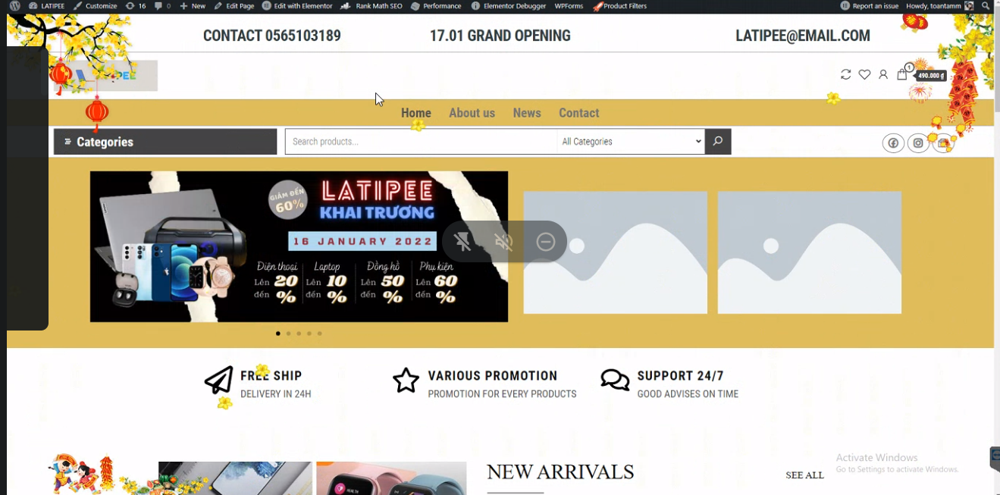 LATIPEE Customize 16 0 New Edit Page Edit with Elementor Rank Math SEO Performance Elementor Debugger WPForms Product Filters Report an issue Howdy, toantamm
CONTACT 0565103189 17.01 GRAND OPENING LATIPEE@EMAIL.COM
PEE
1
490.000 ₫
Home About us News Contact
Categories Search products... All Categories
GIẢM ĐẾN
60%
LATIPEE
KHAI TRƯƠNG
16 JANUARY 2022
Điện thoại Laptop Đồng hồ Phụ kiện
Lên đến 20 % Lên đến 10 % Lên đến 50 % Lên đến 60 %
FREE SHIP
DELIVERY IN 24H
VARIOUS PROMOTION
PROMOTION FOR EVERY PRODUCTS
SUPPORT 24/7
GOOD ADVISES ON TIME
NEW ARRIVALS
SEE ALL
HEALTH
Activate Windows
Go to Settings to activate Windows.